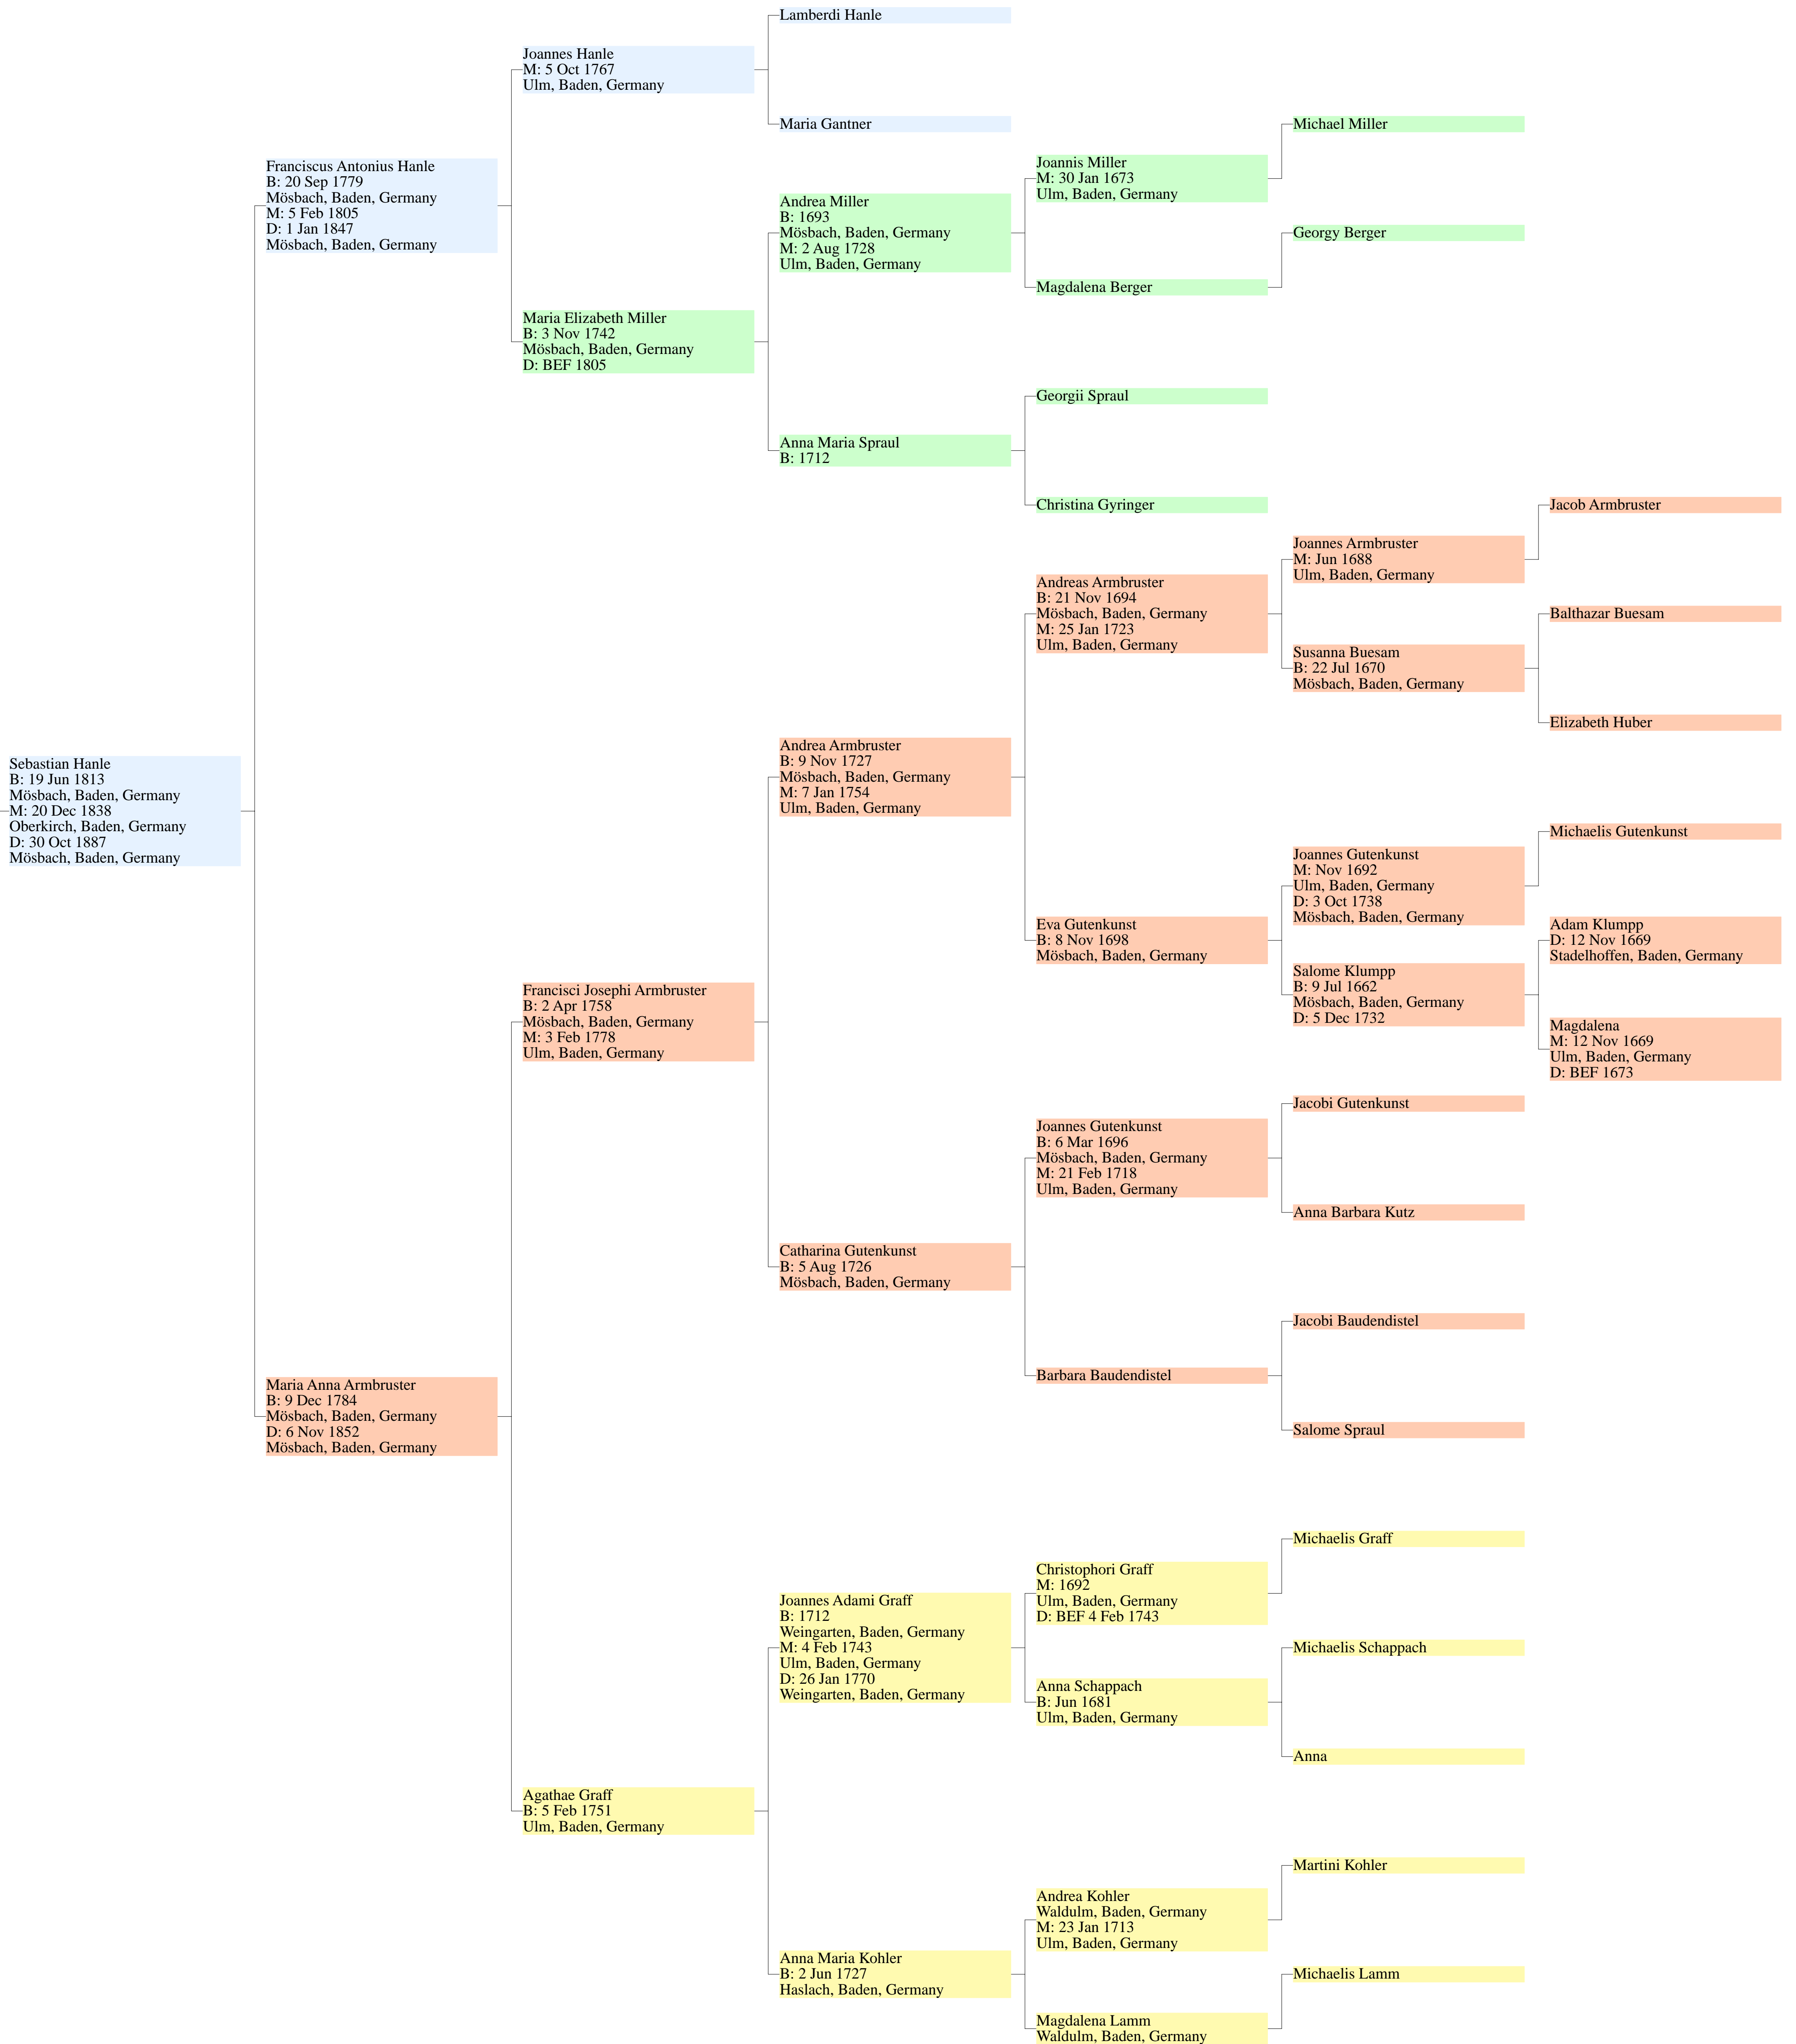 Sebastian Hanle
B: 19 Jun 1813
Mösbach, Baden, Germany
M: 20 Dec 1838
Oberkirch, Baden, Germany
D: 30 Oct 1887
Mösbach, Baden, Germany
Franciscus Antonius Hanle
B: 20 Sep 1779
Mösbach, Baden, Germany
M: 5 Feb 1805
D: 1 Jan 1847
Mösbach, Baden, Germany
Maria Anna Armbruster
B: 9 Dec 1784
Mösbach, Baden, Germany
D: 6 Nov 1852
Mösbach, Baden, Germany
Joannes Hanle
M: 5 Oct 1767
Ulm, Baden, Germany
Maria Elizabeth Miller
B: 3 Nov 1742
Mösbach, Baden, Germany
D: BEF 1805
Francisci Josephi Armbruster
B: 2 Apr 1758
Mösbach, Baden, Germany
M: 3 Feb 1778
Ulm, Baden, Germany
Agathae Graff
B: 5 Feb 1751
Ulm, Baden, Germany
Lamberdi Hanle
Maria Gantner
Andrea Miller
B: 1693
Mösbach, Baden, Germany
M: 2 Aug 1728
Ulm, Baden, Germany
Anna Maria Spraul
B: 1712
Andrea Armbruster
B: 9 Nov 1727
Mösbach, Baden, Germany
M: 7 Jan 1754
Ulm, Baden, Germany
Catharina Gutenkunst
B: 5 Aug 1726
Mösbach, Baden, Germany
Joannes Adami Graff
B: 1712
Weingarten, Baden, Germany
M: 4 Feb 1743
Ulm, Baden, Germany
D: 26 Jan 1770
Weingarten, Baden, Germany
Anna Maria Kohler
B: 2 Jun 1727
Haslach, Baden, Germany
Joannis Miller
M: 30 Jan 1673
Ulm, Baden, Germany
Magdalena Berger
Georgii Spraul
Christina Gyringer
Andreas Armbruster
B: 21 Nov 1694
Mösbach, Baden, Germany
M: 25 Jan 1723
Ulm, Baden, Germany
Eva Gutenkunst
B: 8 Nov 1698
Mösbach, Baden, Germany
Joannes Gutenkunst
B: 6 Mar 1696
Mösbach, Baden, Germany
M: 21 Feb 1718
Ulm, Baden, Germany
Barbara Baudendistel
Christophori Graff
M: 1692
Ulm, Baden, Germany
D: BEF 4 Feb 1743
Anna Schappach
B: Jun 1681
Ulm, Baden, Germany
Andrea Kohler
Waldulm, Baden, Germany
M: 23 Jan 1713
Ulm, Baden, Germany
Magdalena Lamm
Waldulm, Baden, Germany
Michael Miller
Georgy Berger
Joannes Armbruster
M: Jun 1688
Ulm, Baden, Germany
Susanna Buesam
B: 22 Jul 1670
Mösbach, Baden, Germany
Joannes Gutenkunst
M: Nov 1692
Ulm, Baden, Germany
D: 3 Oct 1738
Mösbach, Baden, Germany
Salome Klumpp
B: 9 Jul 1662
Mösbach, Baden, Germany
D: 5 Dec 1732
Jacobi Gutenkunst
Anna Barbara Kutz
Jacobi Baudendistel
Salome Spraul
Michaelis Graff
Michaelis Schappach
Anna
Martini Kohler
Michaelis Lamm
Jacob Armbruster
Balthazar Buesam
Elizabeth Huber
Michaelis Gutenkunst
Adam Klumpp
D: 12 Nov 1669
Stadelhoffen, Baden, Germany
Magdalena
M: 12 Nov 1669
Ulm, Baden, Germany
D: BEF 1673